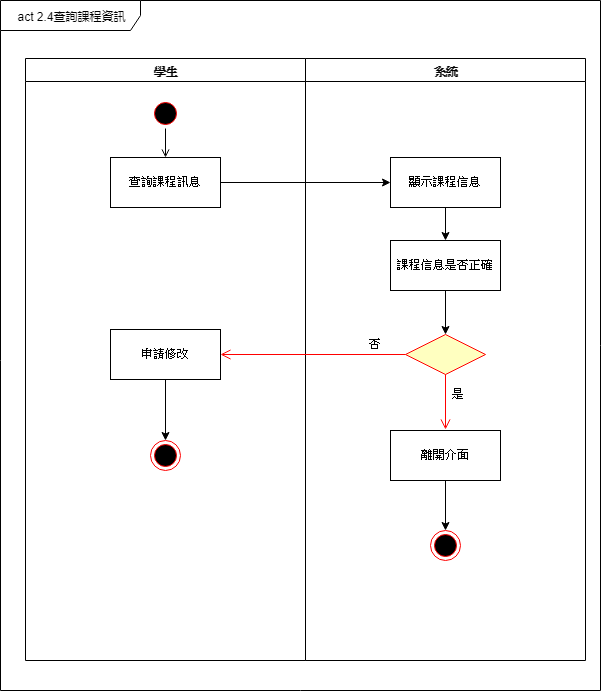 act 2.4查詢課程資訊
學生
系統
查詢課程訊息
顯示課程信息
課程信息是否正確
否
申請修改
是
離開介面